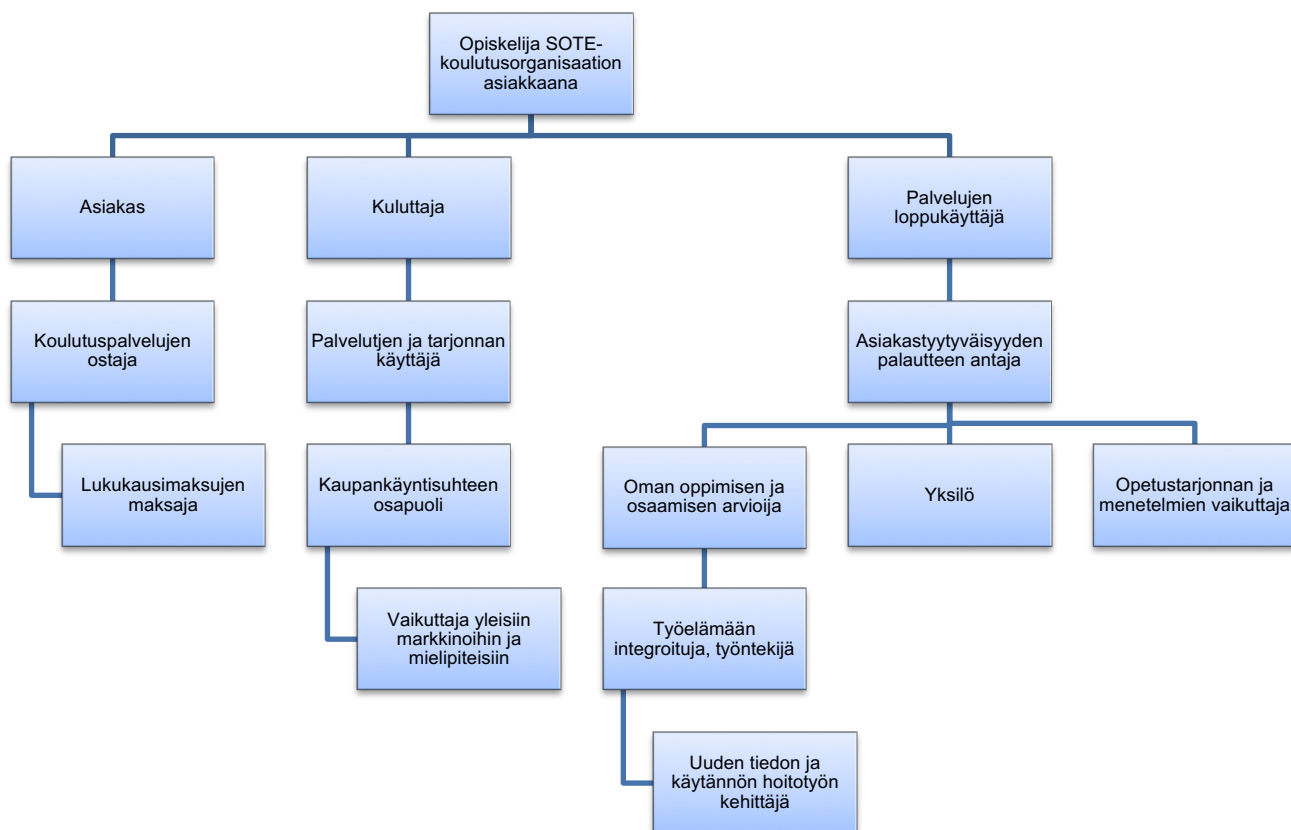 Opiskelija SOTE-
koulutusorganisaation
asiakkaana
Asiakas
Kuluttaja
Palvelujen
loppukäyttäjä
Koulutuspalvelujen
ostaja
Palvelutjen ja tarjonnan
käyttäjä
Asiakastyytyväisyyden
palautteen antaja
Lukukausimaksujen
maksaja
Kaupankäyntisuhteen
osapuoli
Oman oppimisen ja
osaamisen arvioija
Yksilö
Opetustarjonnan ja
menetelmien vaikuttaja
Vaikuttaja yleisiin
markkinoihin ja
mielipiteisiin
Työelämään
integroituja, työntekijä
Uuden tiedon ja
käytännön hoitotyön
kehittäjä